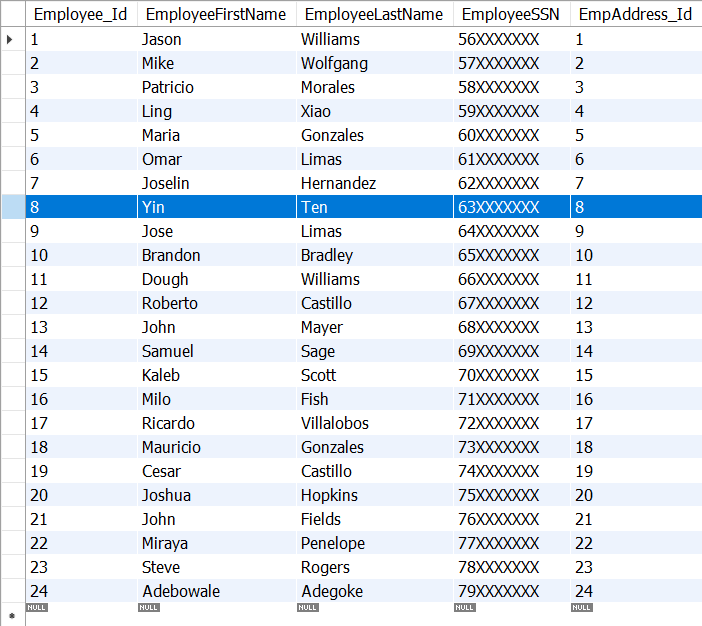 Employee_Id EmployeeFirstName EmployeeLastName EmployeeSSN EmpAddress_Id
1 Jason Williams 56XXXXXXX 1
2 Mike Wolfgang 57XXXXXXX 2
3 Patricio Morales 58XXXXXXX 3
4 Ling Xiao 59XXXXXXX 4
5 Maria Gonzales 60XXXXXXX 5
6 Omar Limas 61XXXXXXX 6
7 Joselin Hernandez 62XXXXXXX 7
8 Yin Ten 63XXXXXXX 8
9 Jose Limas 64XXXXXXX 9
10 Brandon Bradley 65XXXXXXX 10
11 Dough Williams 66XXXXXXX 11
12 Roberto Castillo 67XXXXXXX 12
13 John Mayer 68XXXXXXX 13
14 Samuel Sage 69XXXXXXX 14
15 Kaleb Scott 70XXXXXXX 15
16 Milo Fish 71XXXXXXX 16
17 Ricardo Villalobos 72XXXXXXX 17
18 Mauricio Gonzales 73XXXXXXX 18
19 Cesar Castillo 74XXXXXXX 19
20 Joshua Hopkins 75XXXXXXX 20
21 John Fields 76XXXXXXX 21
22 Miraya Penelope 77XXXXXXX 22
23 Steve Rogers 78XXXXXXX 23
24 Adebowale Adegoke 79XXXXXXX 24
NULL NULL NULL NULL NULL